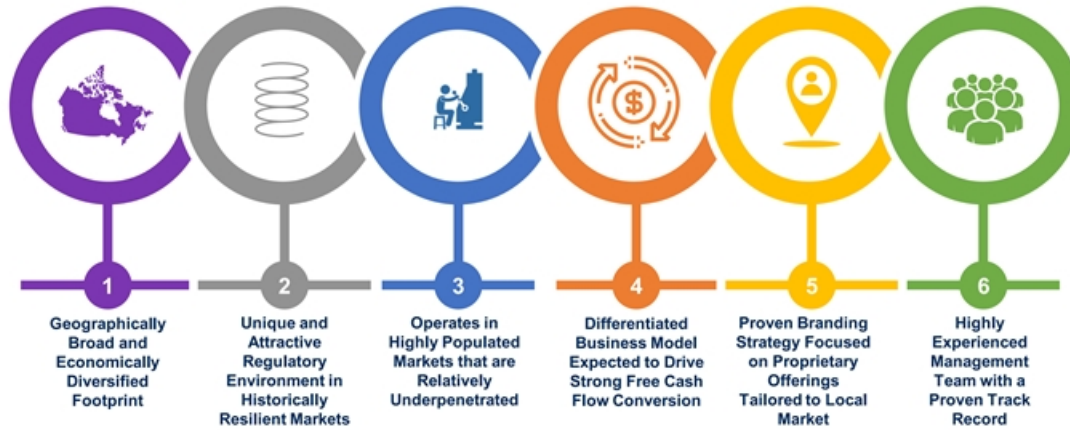 1
Geographically
Broad and
Economically
Diversified
Footprint
2
Unique and
Attractive
Regulatory
Environment in
Historically
Resilient Markets
3
Operates in
Highly Populated
Markets that are
Relatively
Underpenetrated
$
4
Differentiated
Business Model
Expected to Drive
Strong Free Cash
Flow Conversion
5
Proven Branding
Strategy Focused
on Proprietary
Offerings
Tailored to Local
Market
6
Highly
Experienced
Management
Team with a
Proven Track
Record